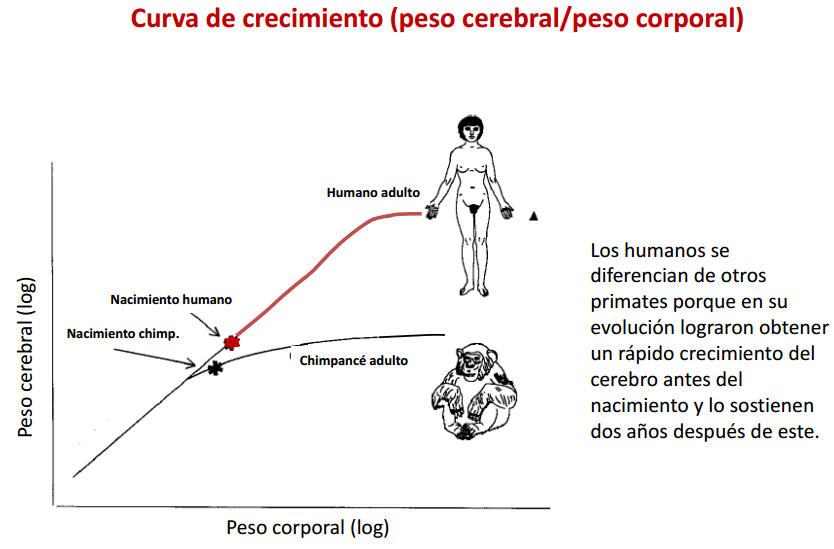 Curva de crecimiento (peso cerebral/peso corporal)
Humano adulto
Nacimiento humano
Nacimiento chimp.
Chimpancé adulto
Peso cerebral (log)
Peso corporal (log)
Los humanos se
diferencian de otros
primates porque en su
evolución lograron obtener
un rápido crecimiento del
cerebro antes del
nacimiento y lo sostienen
dos años después de este.